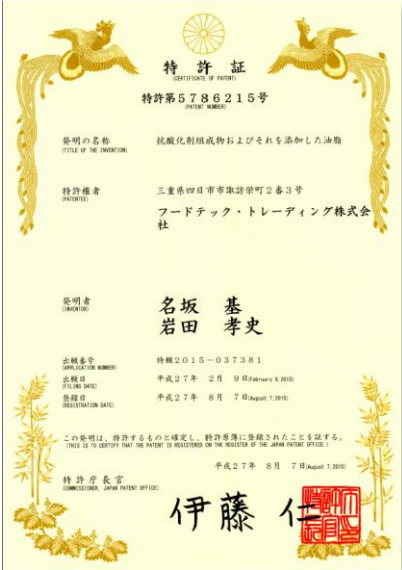 特許証
(CERTIFICATE OF PATENT)
特許第5786215号
(PATENT NUMBER)
発明の名称 抗酸化剤組成物およびそれを添加した油脂
(TITLE OF THE INVENTION)
特許権者 三重県四日市市諏訪栄町2番3号
(PATENTEE)
フードテック・トレーディング株式会
社
発明者 名坂 基
(INVENTOR)
岩田 孝史
出願番号 特願2015-037381
(APPLICATION NUMBER)
出願日 平成27年 2月 9日(February 9,2015)
(FILING DATE)
登録日 平成27年 8月 7日(August 7,2015)
(REGISTRATION DATE)
この発明は、特許するものと確定し、特許原簿に登録されたことを証する。
(THIS IS TO CERTIFY THAT THE PATENT IS REGISTERED ON THE REGISTER OF THE JAPAN PATENT OFFICE.)
平成27年 8月 7日(August 7,2015)
特許庁長官
(COMMISSIONER, JAPAN PATENT OFFICE)
伊藤 仁